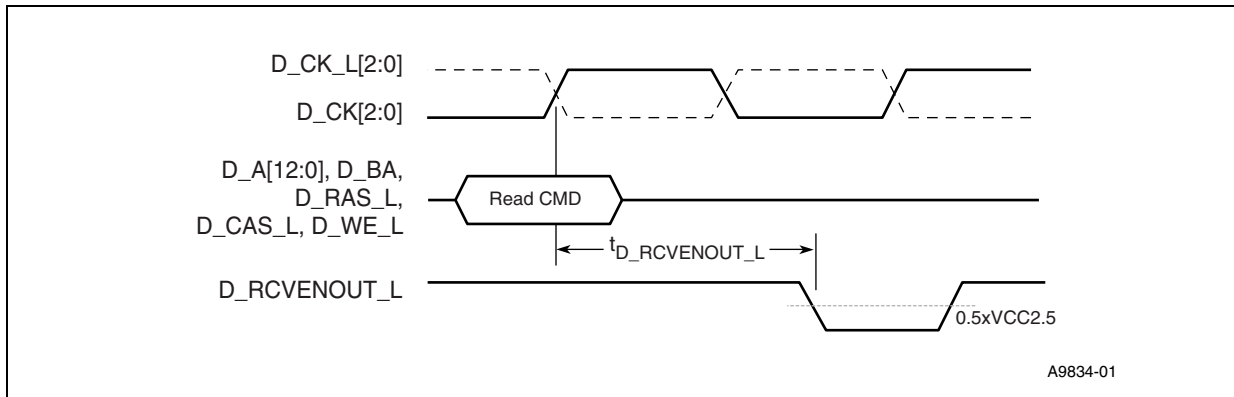 D_CK_L[2:0]
D_CK[2:0]
D_A[12:0], D_BA,
D_RAS_L,
D_CAS_L, D_WE_L
Read CMD
tD_RCVENOUT_L
D_RCVENOUT_L
0.5xVCC2.5
A9834-01